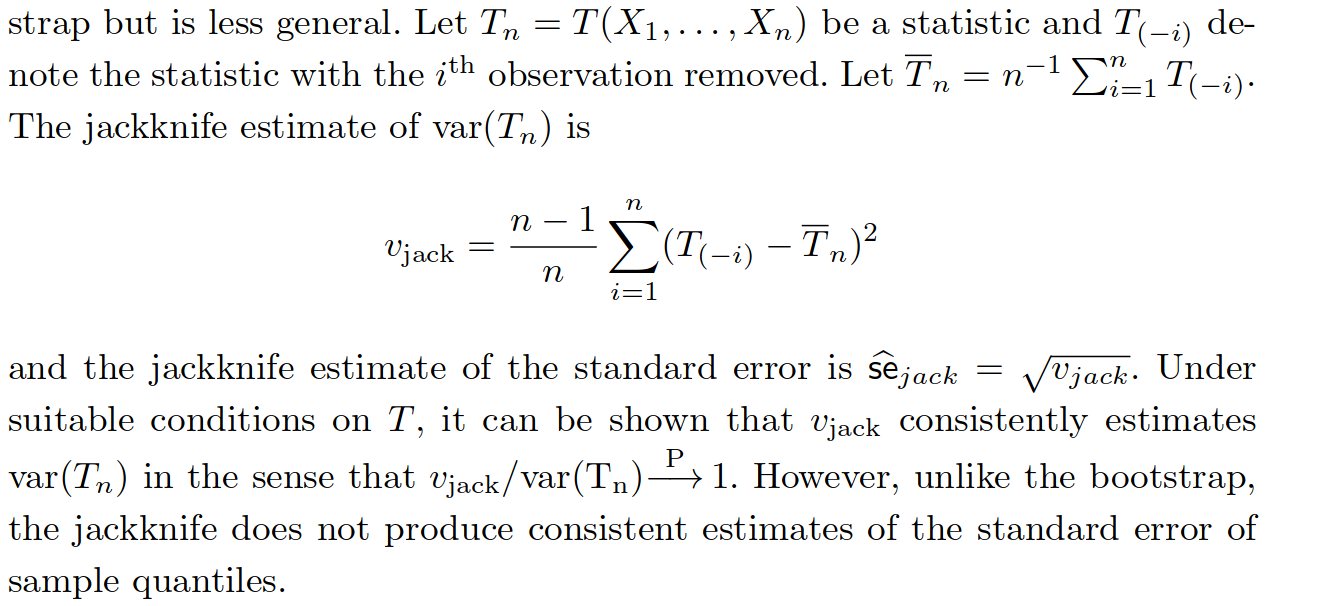 strap but is less general. Let $T_n = T(X_1, \ldots, X_n)$ be a statistic and $T_{(-i)}$ de-
note the statistic with the $i^{\text{th}}$ observation removed. Let $\overline{T}_n = n^{-1} \sum_{i=1}^{n} T_{(-i)}$.
The jackknife estimate of $\text{var}(T_n)$ is
$v_{\text{jack}} = \frac{n-1}{n} \sum_{i=1}^{n} (T_{(-i)} - \overline{T}_n)^2$
and the jackknife estimate of the standard error is $\widehat{\text{se}}_{jack} = \sqrt{v_{jack}}$. Under
suitable conditions on $T$, it can be shown that $v_{\text{jack}}$ consistently estimates
$\text{var}(T_n)$ in the sense that $v_{\text{jack}}/\text{var}(\text{T}_\text{n}) \xrightarrow{\text{P}} 1$. However, unlike the bootstrap,
the jackknife does not produce consistent estimates of the standard error of
sample quantiles.